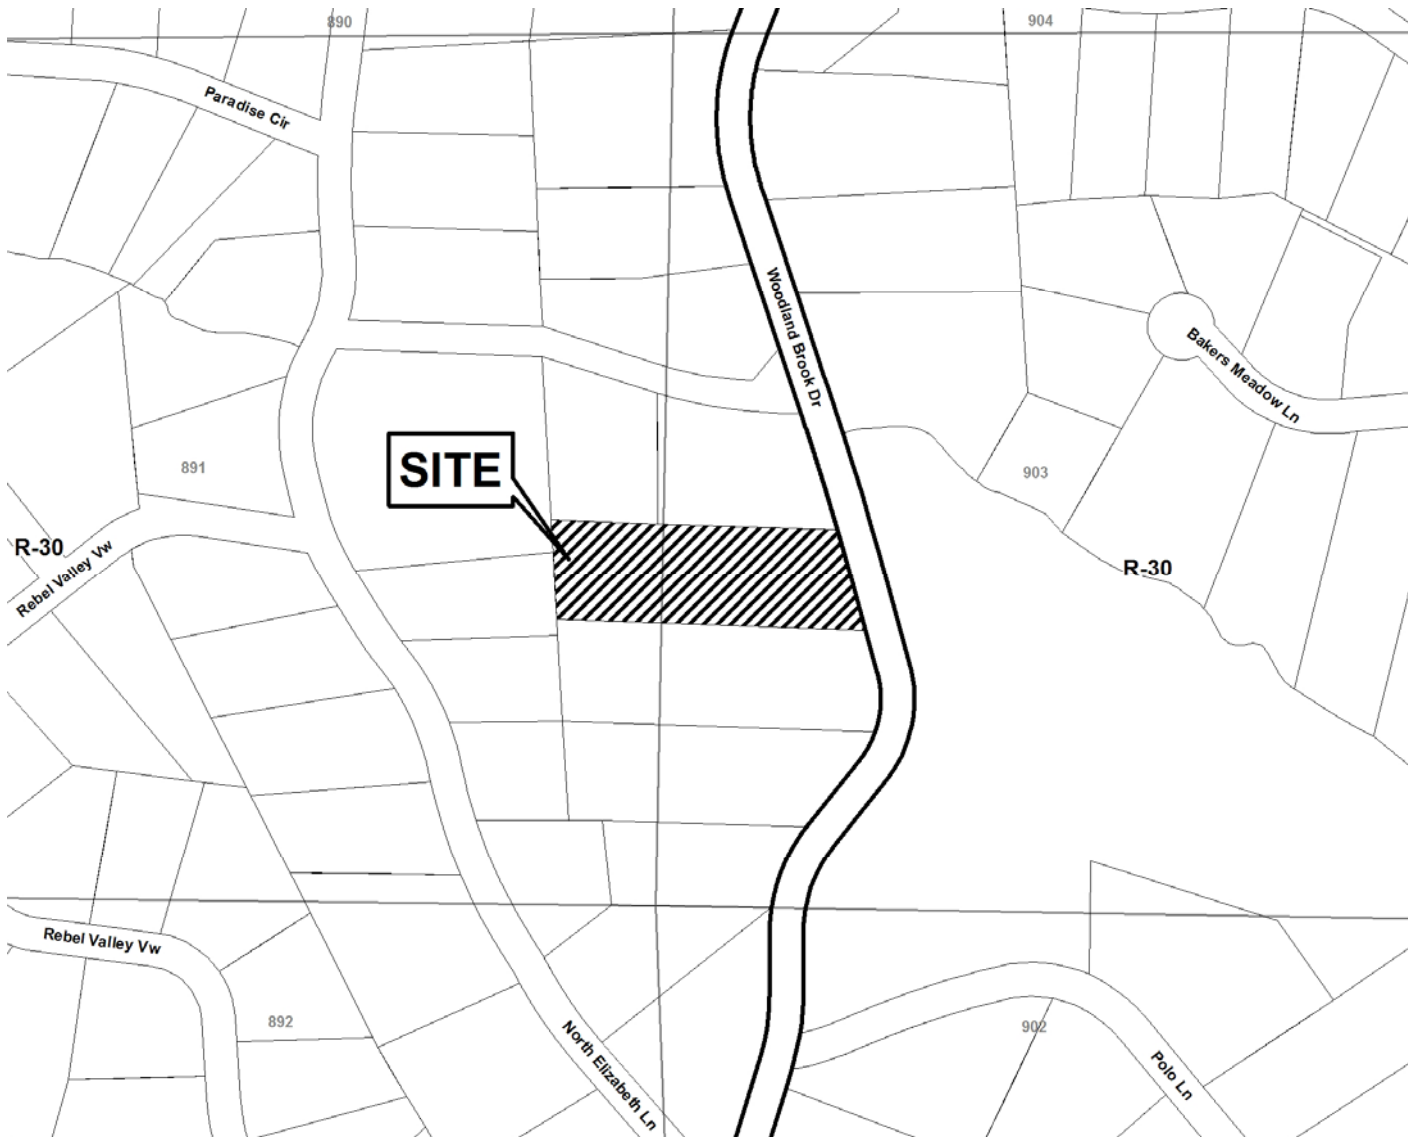 890
904
Paradise Cir
Woodland Brook Dr
Bakers Meadow Ln
SITE
891
903
R-30
R-30
Rebel Valley Vw
Rebel Valley Vw
892
902
North Elizabeth Ln
Polo Ln